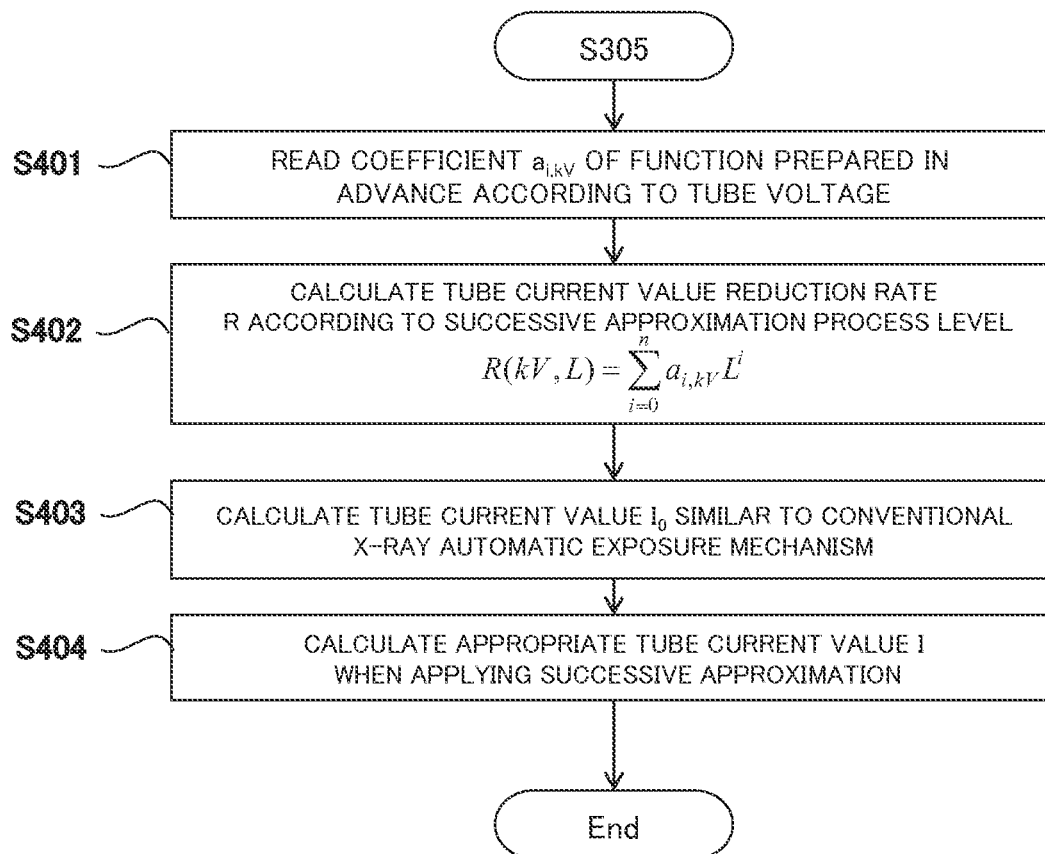 S305
S401
READ COEFFICIENT a_{i,kV} OF FUNCTION PREPARED IN
ADVANCE ACCORDING TO TUBE VOLTAGE
S402
CALCULATE TUBE CURRENT VALUE REDUCTION RATE
R ACCORDING TO SUCCESSIVE APPROXIMATION PROCESS LEVEL
R(kV, L) = \sum_{i=0}^{n} a_{i,kV} L^i
S403
CALCULATE TUBE CURRENT VALUE I_0 SIMILAR TO CONVENTIONAL
X-RAY AUTOMATIC EXPOSURE MECHANISM
S404
CALCULATE APPROPRIATE TUBE CURRENT VALUE I
WHEN APPLYING SUCCESSIVE APPROXIMATION
End